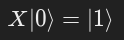 X|0⟩ = |1⟩